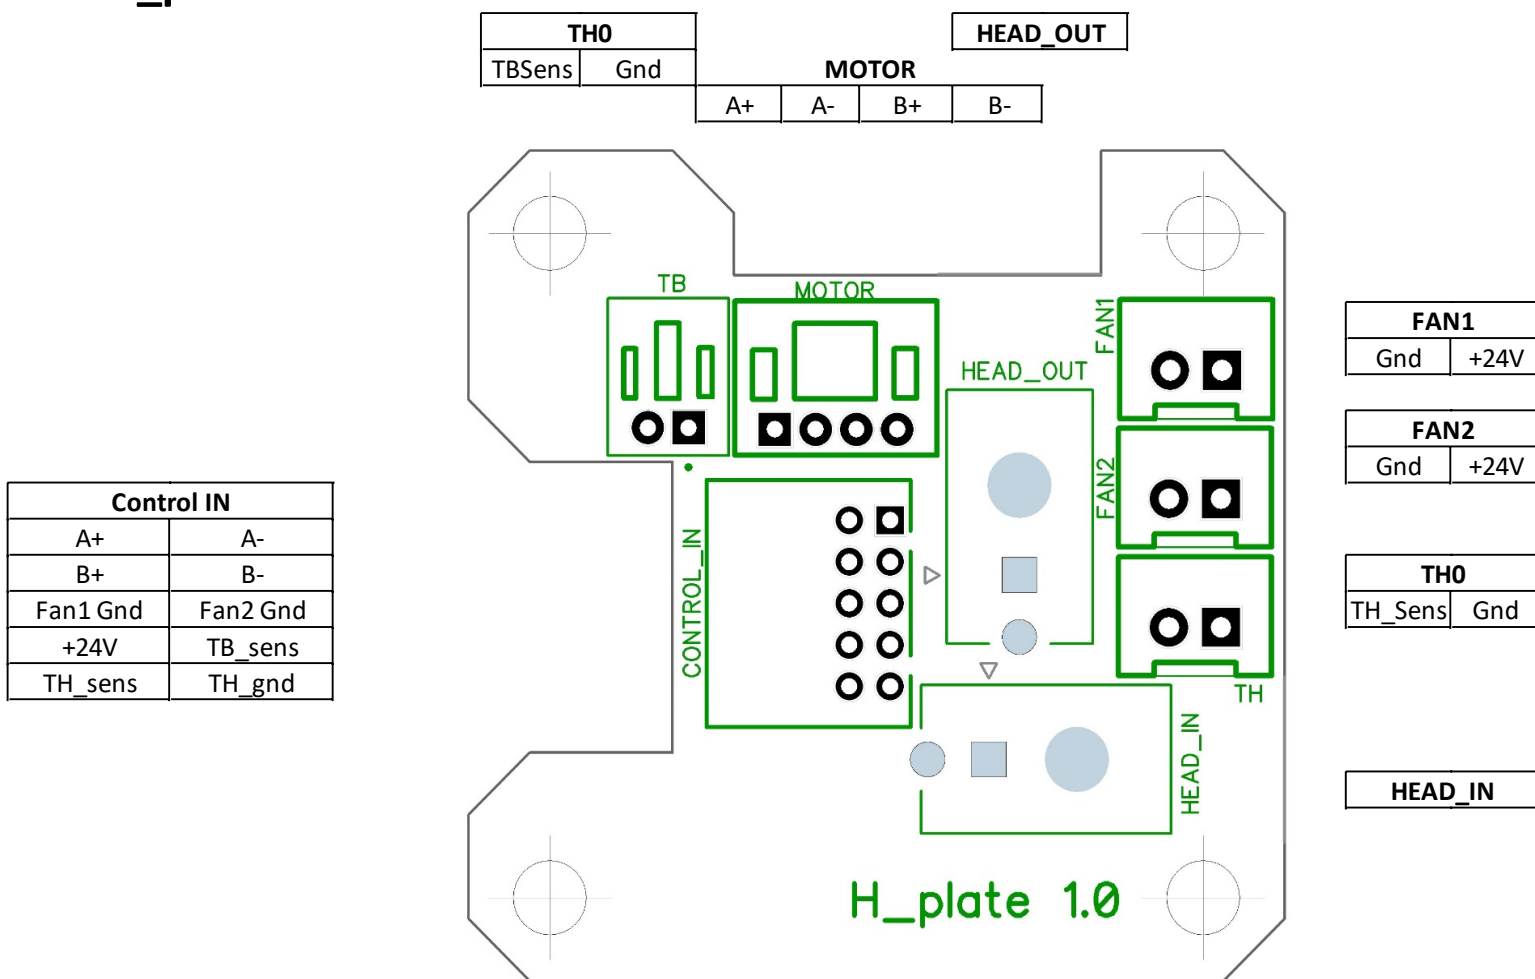 TH0
HEAD_OUT
TBSens Gnd
MOTOR
A+ A- B+ B-
TB
MOTOR
FAN1
HEAD_OUT
FAN2
CONTROL_IN
TH
HEAD_IN
H_plate 1.0
Control IN
A+ A-
B+ B-
Fan1 Gnd Fan2 Gnd
+24V TB_sens
TH_sens TH_gnd
FAN1
Gnd +24V
FAN2
Gnd +24V
TH0
TH_Sens Gnd
HEAD_IN